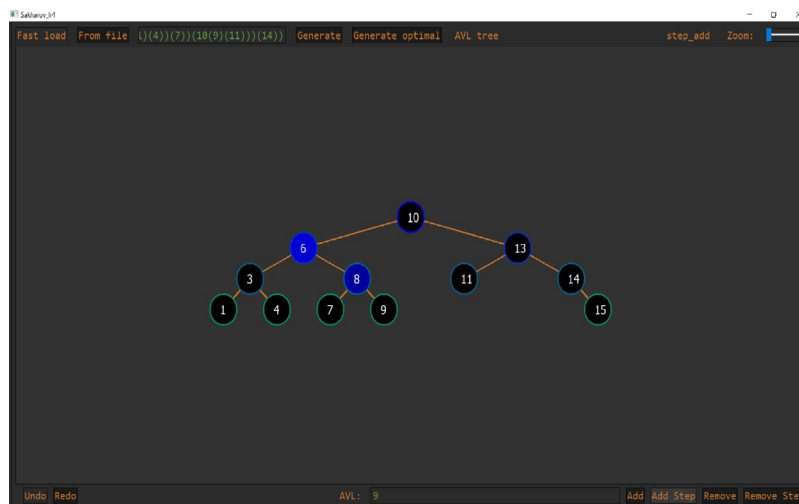 Sakharov_lr4
Fast load From file i)(4))(7))(10(9)(11)))(14)) Generate Generate optimal AVL tree step_add Zoom:
10
6 13
3 8 11 14
1 4 7 9 15
Undo Redo AVL: 9 Add Add Step Remove Remove Ste